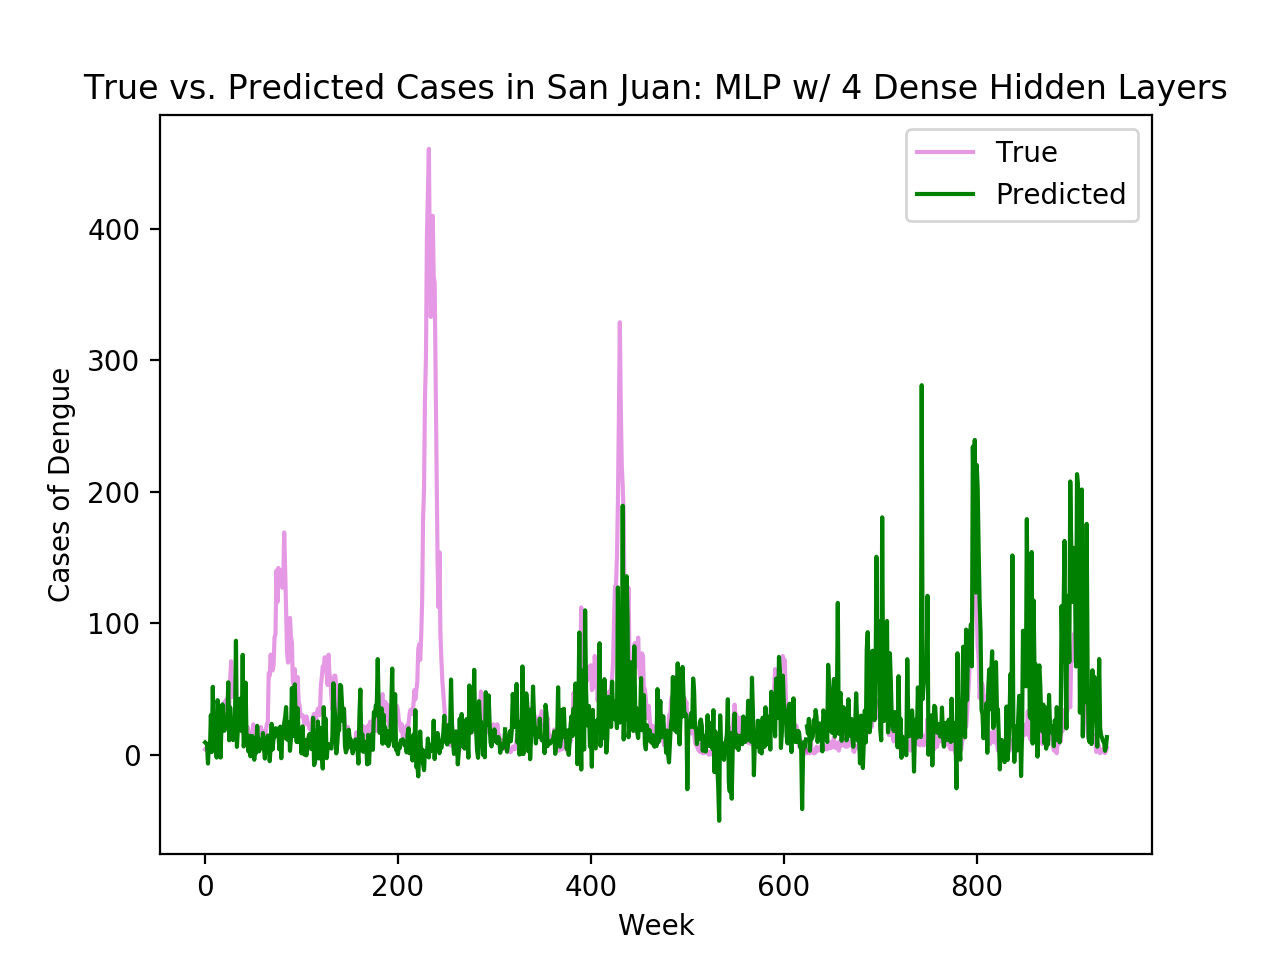 True vs. Predicted Cases in San Juan: MLP w/ 4 Dense Hidden Layers
True
Predicted
Cases of Dengue
400
300
200
100
0
0 200 400 600 800
Week